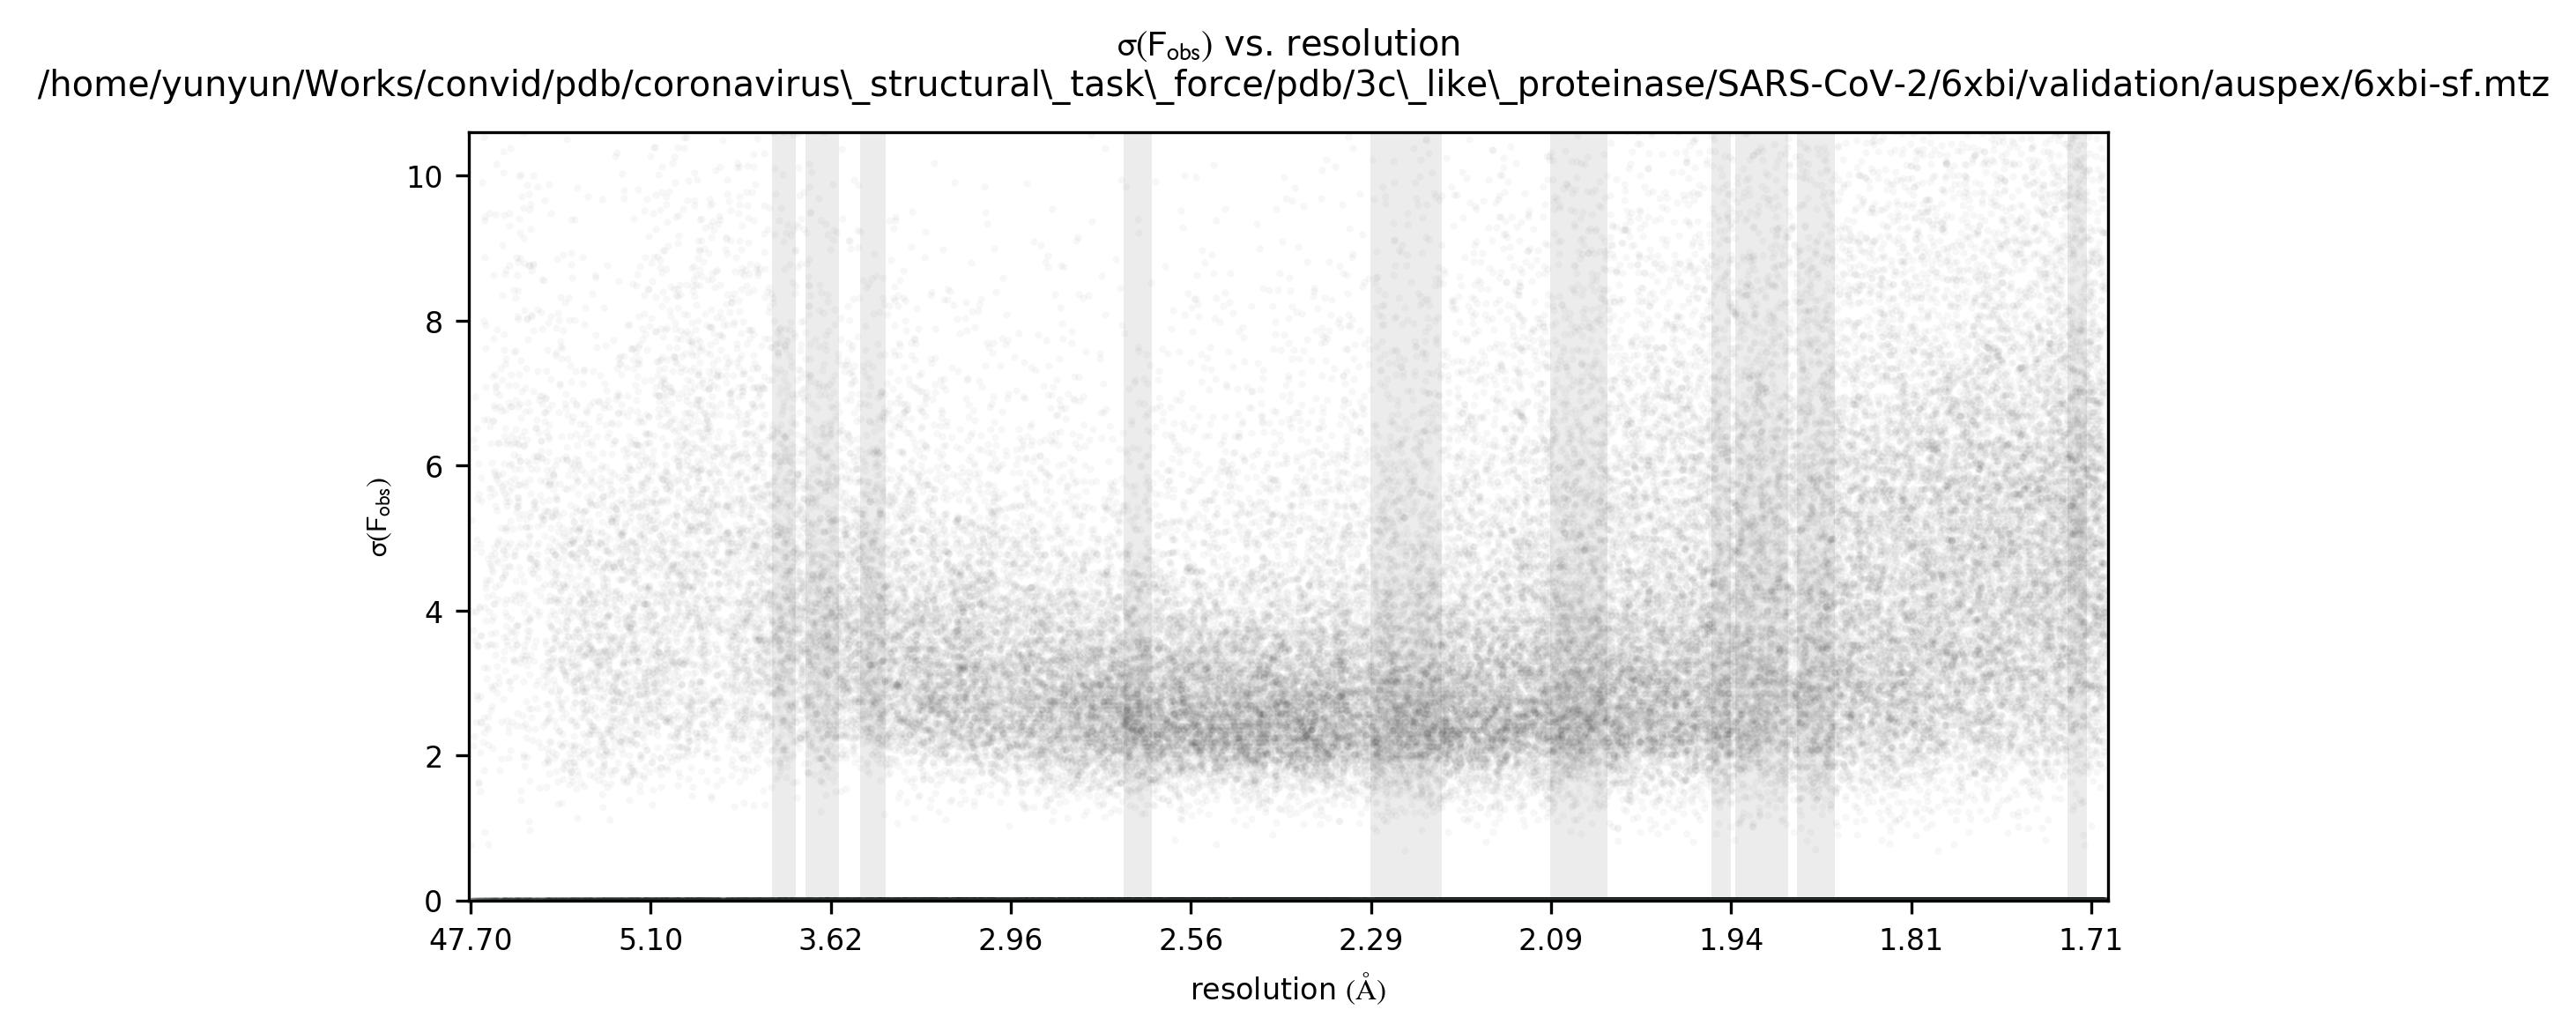 σ(Fobs) vs. resolution
/home/yunyun/Works/convid/pdb/coronavirus\_structural\_task\_force/pdb/3c\_like\_proteinase/SARS-CoV-2/6xbi/validation/auspex/6xbi-sf.mtz
10
8
6
4
2
0
σ(Fobs)
47.70 5.10 3.62 2.96 2.56 2.29 2.09 1.94 1.81 1.71
resolution (Å)